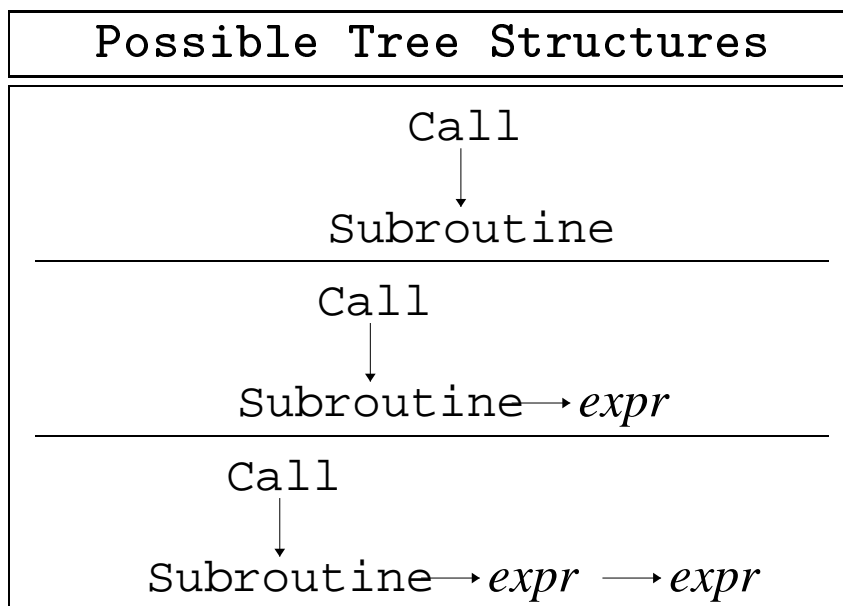 Possible Tree Structures
Call
Subroutine
Call
Subroutine expr
Call
Subroutine expr expr